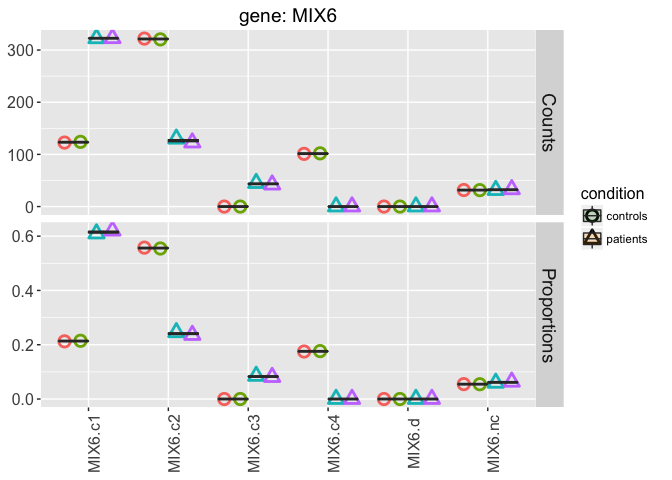 gene: MIX6
300
200
100
0
Counts
0.6
0.4
0.2
0.0
Proportions
MIX6.c1
MIX6.c2
MIX6.c3
MIX6.c4
MIX6.d
MIX6.nc
condition
controls
patients